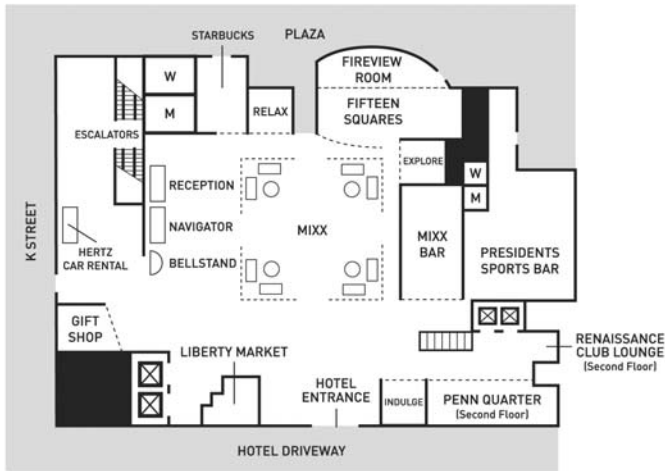 STARBUCKS
PLAZA
FIREVIEW
ROOM
W
FIFTEEN
SQUARES
M
RELAX
ESCALATORS
EXPLORE
W
RECEPTION
M
NAVIGATOR
MIXX
MIXX
BAR
PRESIDENTS
SPORTS BAR
K STREET
HERTZ
CAR RENTAL
BELLSTAND
GIFT
SHOP
LIBERTY MARKET
RENAISSANCE
CLUB LOUNGE
(Second Floor)
HOTEL
ENTRANCE
INDULGE
PENN QUARTER
(Second Floor)
HOTEL DRIVEWAY